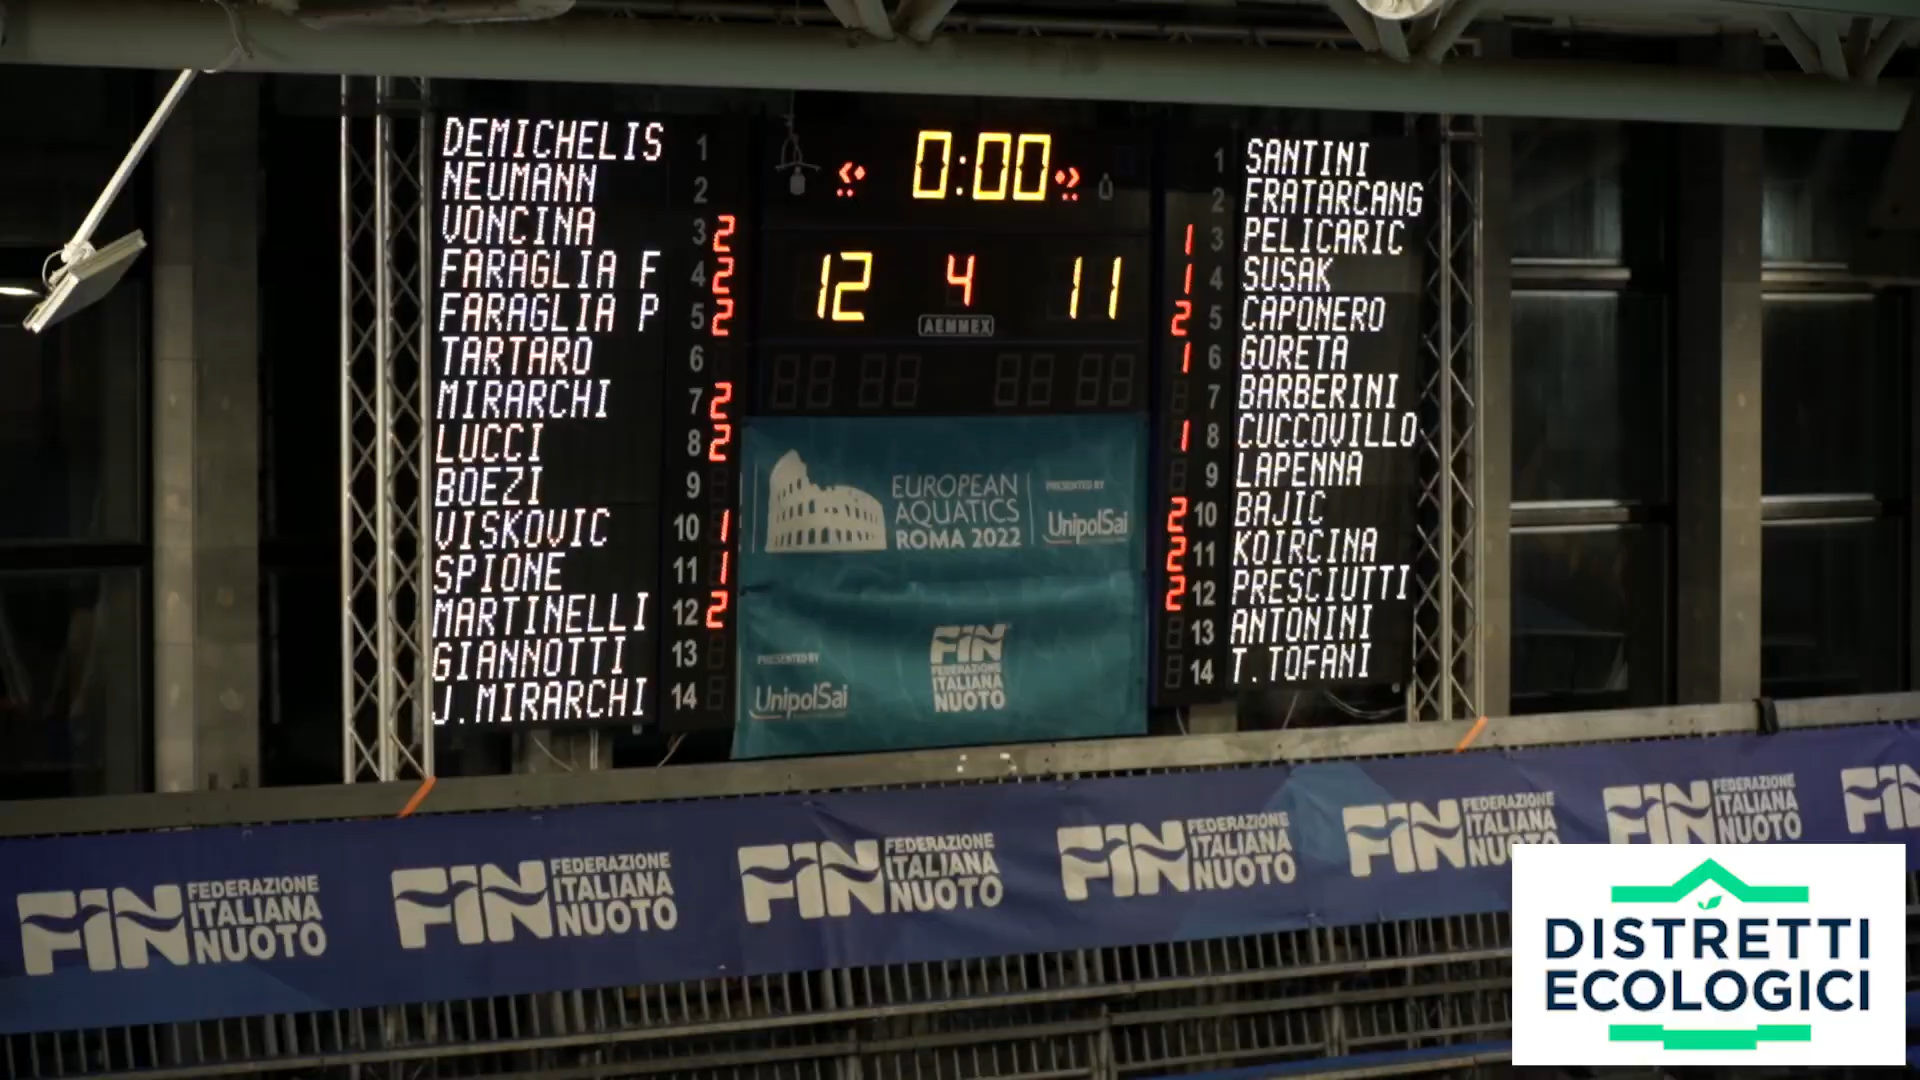 DEMICHELIS 1
NEUMANN 2
VONCINA 3 2
FARAGLIA F 4 2
FARAGLIA P 5 2
TARTARO 6
MIRARCHI 7 2
LUCCI 8 2
BOEZI 9
VISKOVIC 10 1
SPIONE 11 1
MARTINELLI 12 2
GIANNOTTI 13
J.MIRARCHI 14
0:00
12 4 11
AEMMEX
1 SANTINI
2 FRATARCANG
1 3 PELICARIC
1 4 SUSAK
2 5 CAPONERO
1 6 GORETA
7 BARBERINI
1 8 CUCCOVILLO
9 LAPENNA
2 10 BAJIC
2 11 KOIRCINA
2 12 PRESCIUTTI
13 ANTONINI
14 T.TOFANI
EUROPEAN
AQUATICS
ROMA 2022
PRESENTED BY
UnipolSai
PRESENTED BY
UnipolSai
FIN
FEDERAZIONE
ITALIANA
NUOTO
FIN FEDERAZIONE
ITALIANA
NUOTO
FIN FEDERAZIONE
ITALIANA
NUOTO
FIN FEDERAZIONE
ITALIANA
NUOTO
FIN FEDERAZIONE
ITALIANA
NUOTO
FIN FEDERAZIONE
ITALIANA
NUOTO
FIN FEDERAZIONE
ITALIANA
NUOTO
FIN
DISTRETTI
ECOLOGICI